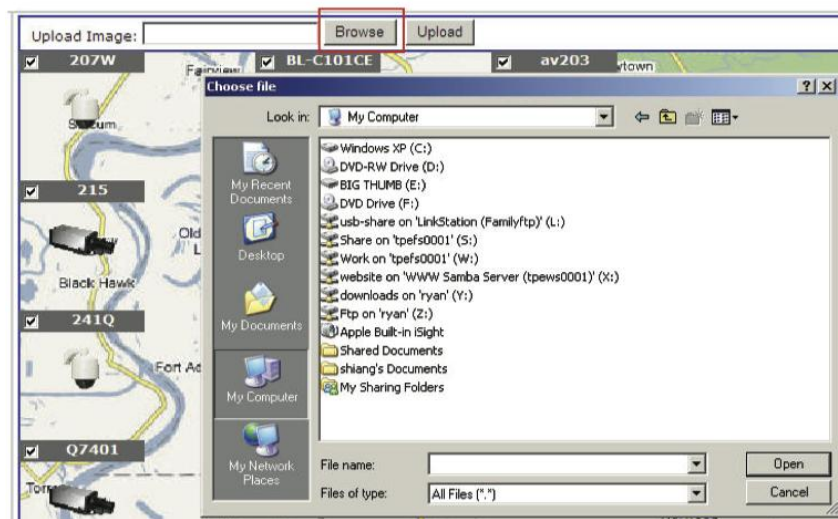 Upload Image: Browse Upload
207W BL-C101CE av203
Fairview
Choose file
Look in: My Computer
Windows XP (C:)
DVD-RW Drive (D:)
BIG THUMB (E:)
DVD Drive (F:)
usb-share on 'LinkStation (Familyftp)' (L:)
Share on 'tpefs0001' (S:)
Work on 'tpefs0001' (W:)
website on 'WWW Samba Server (tpews0001)' (X:)
downloads on 'ryan' (Y:)
Ftp on 'ryan' (Z:)
Apple Built-in iSight
Shared Documents
shiang's Documents
My Sharing Folders
My Recent
Documents
Desktop
My Documents
My Computer
My Network
Places
215
Old
L
Black Hawk
241Q
Fort Ad
Q7401
File name:
Open
Files of type: All Files (*.*)
Cancel